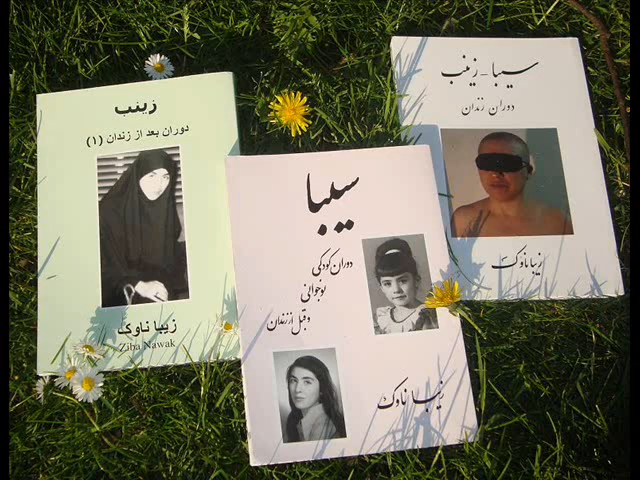 زینب
دوران بعد از زندان (۱)
زیبا ناوک
Ziba Nawak
سیبا
دوران کودکی
نوجوانی
و قبل از زندان
زیبا ناوک
سیبا - زینب
دوران زندان
زیبا ناوک